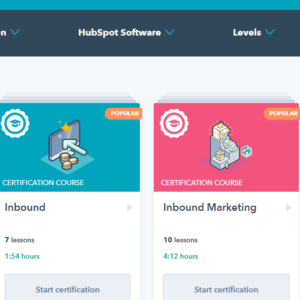 n
HubSpot Software
Levels
POPULAR
POPULAR
CERTIFICATION COURSE
CERTIFICATION COURSE
Inbound
Inbound Marketing
7 lessons
10 lessons
1:54 hours
4:12 hours
Start certification
Start certification